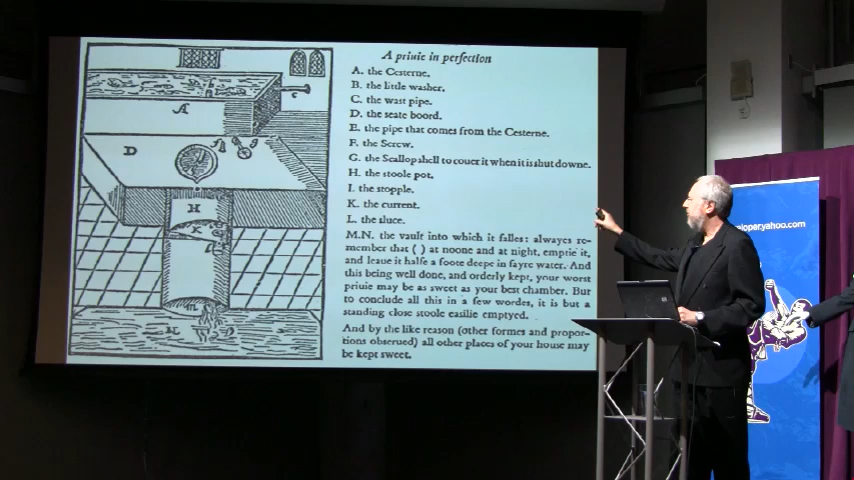 A priuie in perfection
A. the Cesterne.
B. the little washer.
C. the wast pipe.
D. the seate boord.
E. the pipe that comes from the Cesterne.
F. the Screw.
G. the Scallop shell to couer it when it is shut downe.
H. the stoole pot.
I. the stopple.
K. the current.
L. the sluce.
M.N. the vault into which it falles: alwayes re-
member that ( ) at noone and at night, emptie it,
and leaue it halfe a foote deepe in fayre water. And
this being well done, and orderly kept, your worst
priuie may be as sweet as your best chamber. But
to conclude all this in a few wordes, it is but a
standing close stoole easilie emptyed.
And by the like reason (other formes and propor-
tions obserued) all other places of your house may
be kept sweet.
A
D
H
eloper.yahoo.com